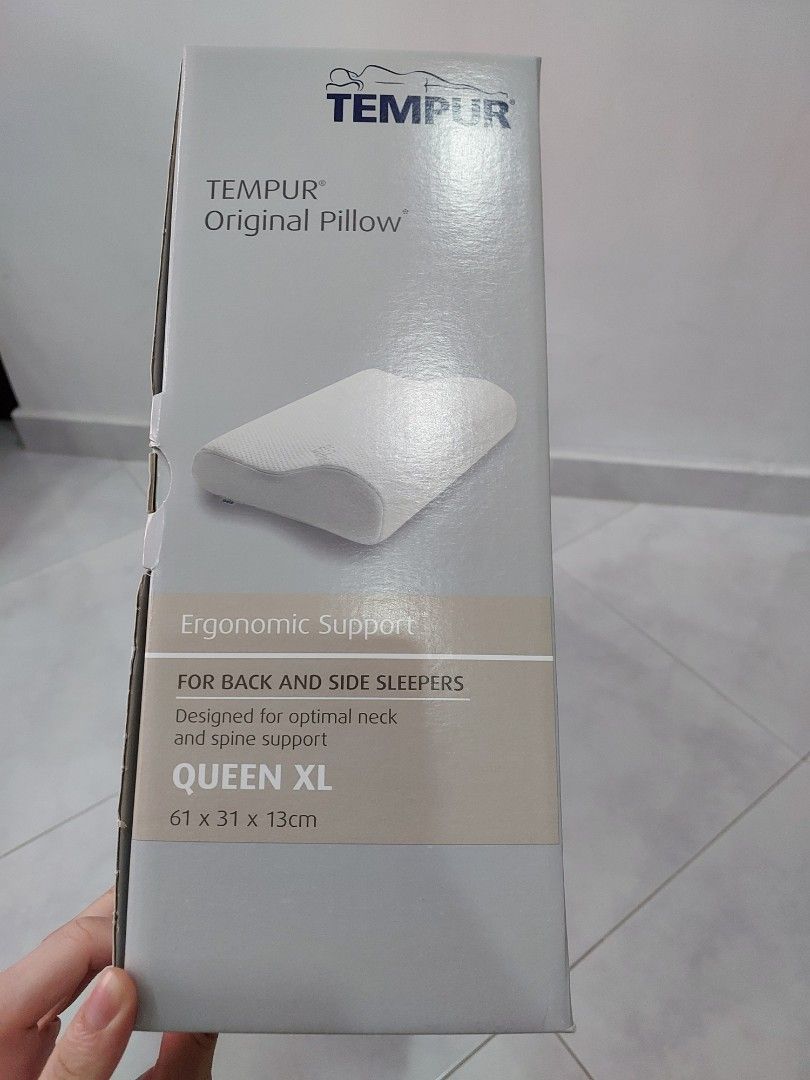 TEMPUR®
TEMPUR®
Original Pillow*
Ergonomic Support
FOR BACK AND SIDE SLEEPERS
Designed for optimal neck
and spine support
QUEEN XL
61 x 31 x 13cm